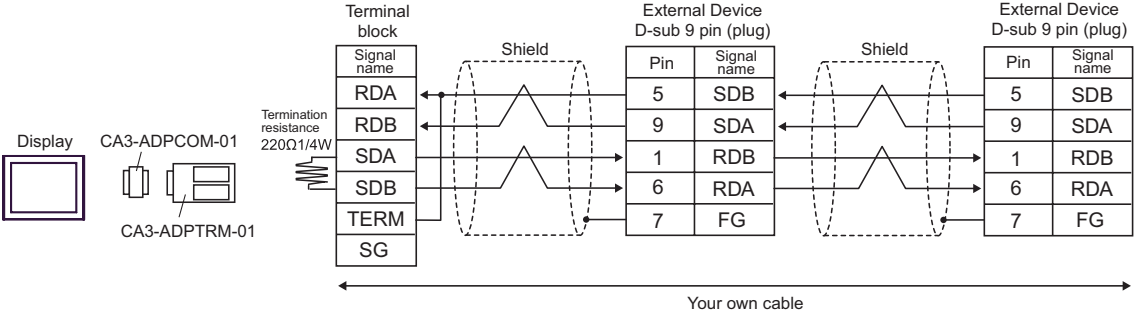 Terminal
block
External Device
D-sub 9 pin (plug)
External Device
D-sub 9 pin (plug)
Signal
name
Shield
Pin
Signal
name
Shield
Pin
Signal
name
RDA
5
SDB
5
SDB
Termination
resistance
220Ω1/4W
RDB
9
SDA
9
SDA
Display
CA3-ADPCOM-01
SDA
1
RDB
1
RDB
SDB
6
RDA
6
RDA
CA3-ADPTRM-01
TERM
7
FG
7
FG
SG
Your own cable